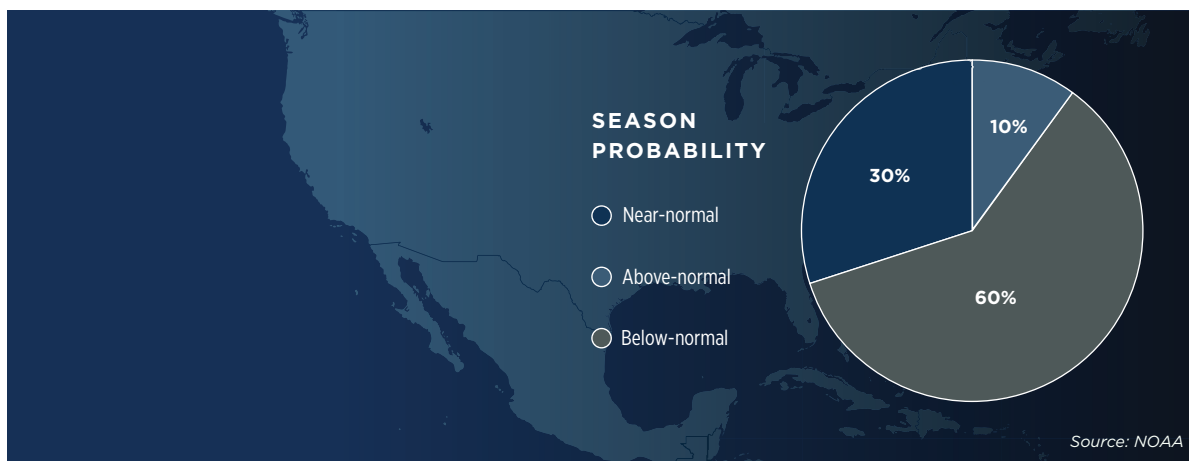 SEASON
PROBABILITY
Near-normal
Above-normal
Below-normal
10%
30%
60%
Source: NOAA